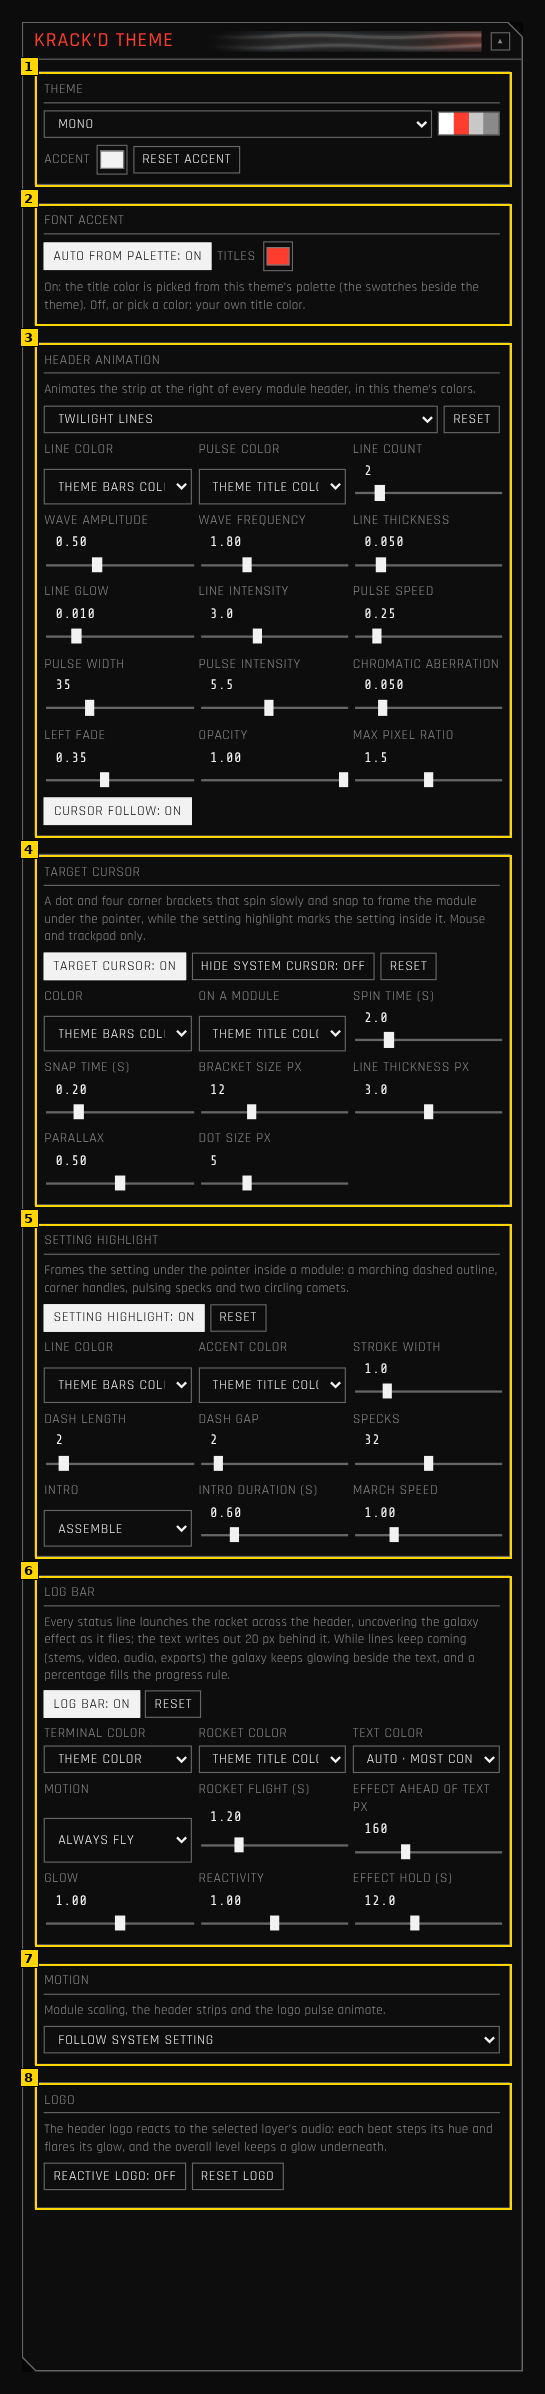 KRACK'D THEME
1
THEME
MONO
ACCENT RESET ACCENT
2
FONT ACCENT
AUTO FROM PALETTE: ON TITLES
On: the title color is picked from this theme's palette (the swatches beside the
theme). Off, or pick a color: your own title color.
3
HEADER ANIMATION
Animates the strip at the right of every module header, in this theme's colors.
TWILIGHT LINES RESET
LINE COLOR PULSE COLOR LINE COUNT
THEME BARS COL THEME TITLE COL 2
WAVE AMPLITUDE WAVE FREQUENCY LINE THICKNESS
0.50 1.80 0.050
LINE GLOW LINE INTENSITY PULSE SPEED
0.010 3.0 0.25
PULSE WIDTH PULSE INTENSITY CHROMATIC ABERRATION
35 5.5 0.050
LEFT FADE OPACITY MAX PIXEL RATIO
0.35 1.00 1.5
CURSOR FOLLOW: ON
4
TARGET CURSOR
A dot and four corner brackets that spin slowly and snap to frame the module
under the pointer, while the setting highlight marks the setting inside it. Mouse
and trackpad only.
TARGET CURSOR: ON HIDE SYSTEM CURSOR: OFF RESET
COLOR ON A MODULE SPIN TIME (S)
THEME BARS COL THEME TITLE COL 2.0
SNAP TIME (S) BRACKET SIZE PX LINE THICKNESS PX
0.20 12 3.0
PARALLAX DOT SIZE PX
0.50 5
5
SETTING HIGHLIGHT
Frames the setting under the pointer inside a module: a marching dashed outline,
corner handles, pulsing specks and two circling comets.
SETTING HIGHLIGHT: ON RESET
LINE COLOR ACCENT COLOR STROKE WIDTH
THEME BARS COL THEME TITLE COL 1.0
DASH LENGTH DASH GAP SPECKS
2 2 32
INTRO INTRO DURATION (S) MARCH SPEED
ASSEMBLE 0.60 1.00
6
LOG BAR
Every status line launches the rocket across the header, uncovering the galaxy
effect as it flies; the text writes out 20 px behind it. While lines keep coming
(stems, video, audio, exports) the galaxy keeps glowing beside the text, and a
percentage fills the progress rule.
LOG BAR: ON RESET
TERMINAL COLOR ROCKET COLOR TEXT COLOR
THEME COLOR THEME TITLE COL AUTO · MOST CON
MOTION ROCKET FLIGHT (S) EFFECT AHEAD OF TEXT
PX
ALWAYS FLY 1.20 160
GLOW REACTIVITY EFFECT HOLD (S)
1.00 1.00 12.0
7
MOTION
Module scaling, the header strips and the logo pulse animate.
FOLLOW SYSTEM SETTING
8
LOGO
The header logo reacts to the selected layer's audio: each beat steps its hue and
flares its glow, and the overall level keeps a glow underneath.
REACTIVE LOGO: OFF RESET LOGO